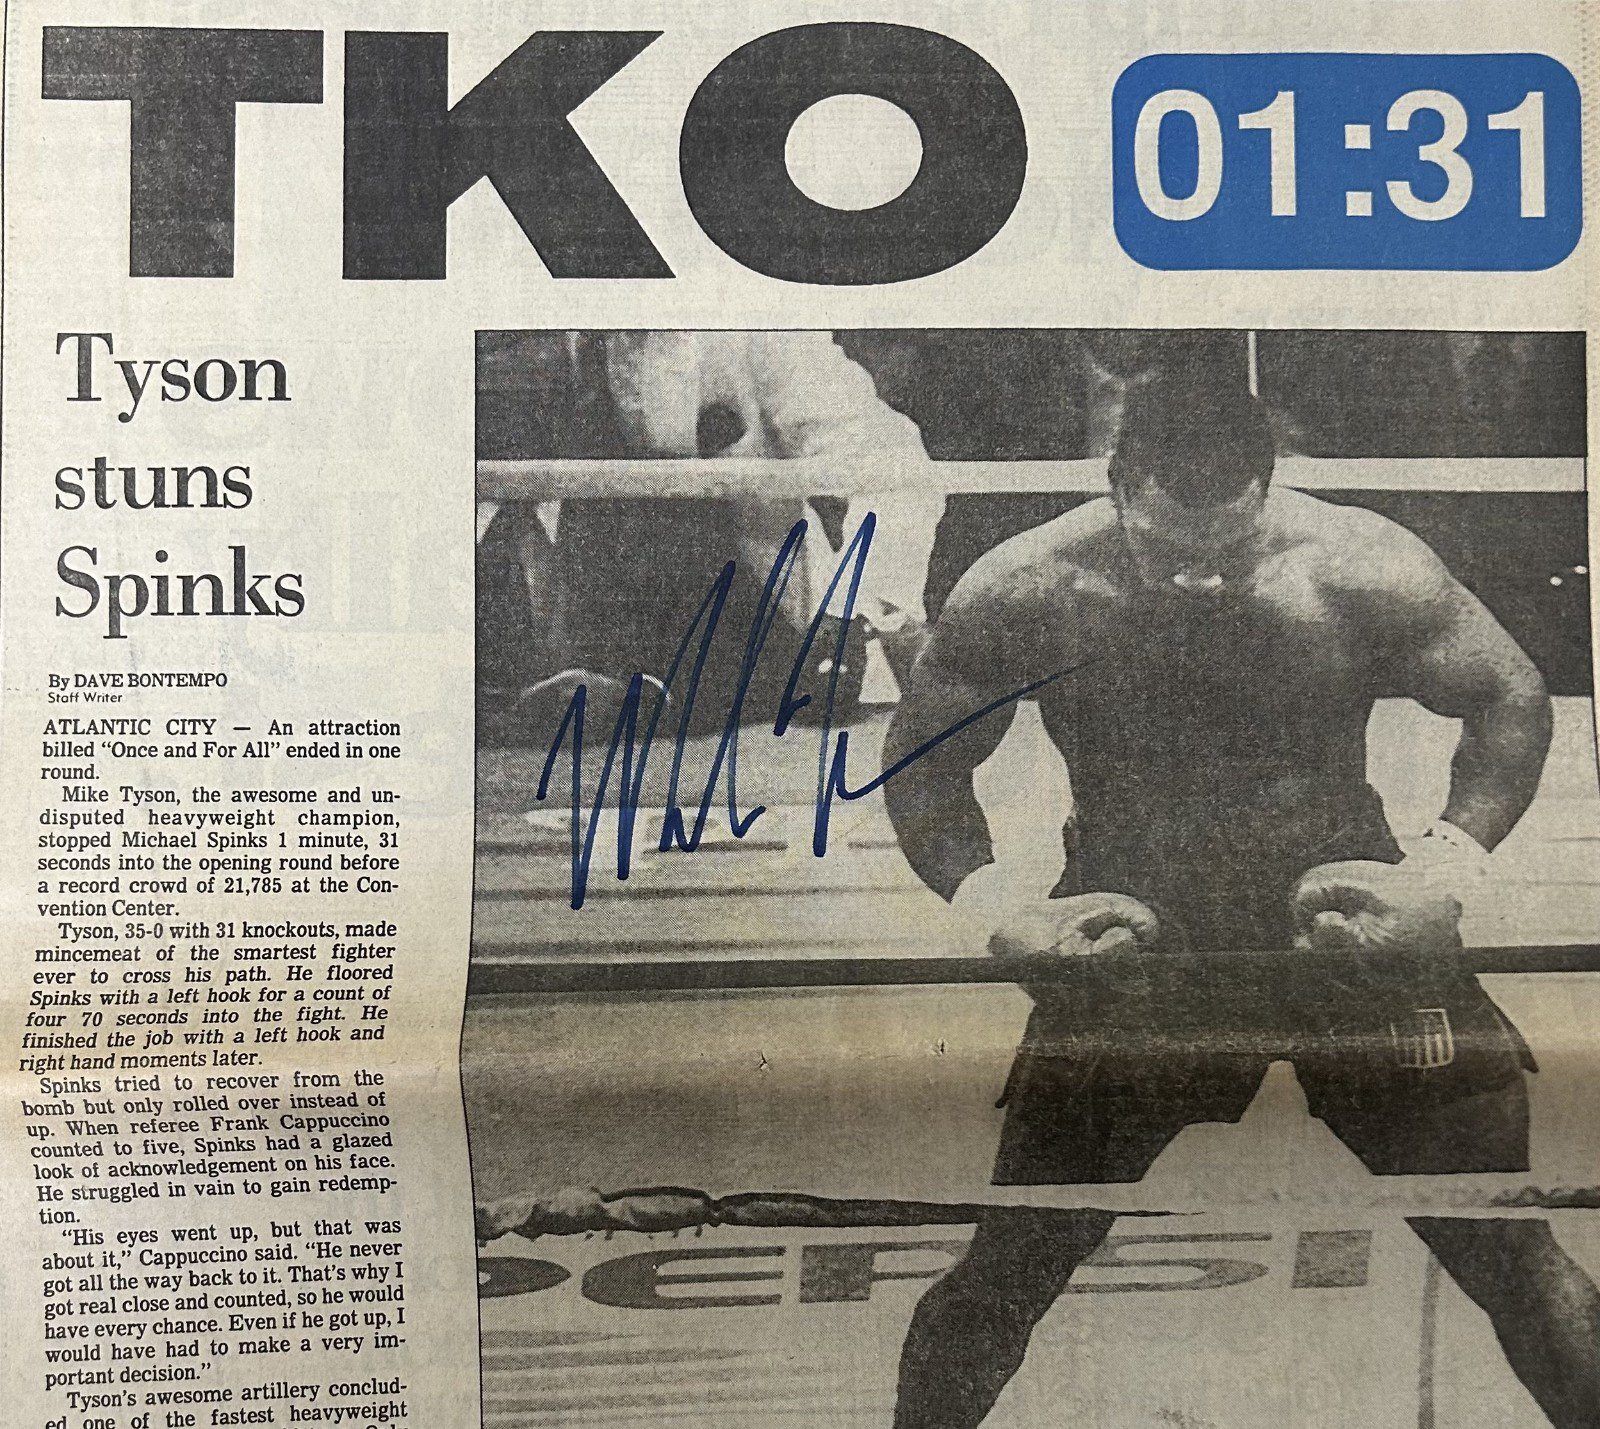 TKO 01:31
Tyson
stuns
Spinks
By DAVE BONTEMPO
Staff Writer
ATLANTIC CITY — An attraction
billed “Once and For All” ended in one
round.
Mike Tyson, the awesome and un-
disputed heavyweight champion,
stopped Michael Spinks 1 minute, 31
seconds into the opening round before
a record crowd of 21,785 at the Con-
vention Center.
Tyson, 35-0 with 31 knockouts, made
mincemeat of the smartest fighter
ever to cross his path. He floored
Spinks with a left hook for a count of
four 70 seconds into the fight. He
finished the job with a left hook and
right hand moments later.
Spinks tried to recover from the
bomb but only rolled over instead of
up. When referee Frank Cappuccino
counted to five, Spinks had a glazed
look of acknowledgement on his face.
He struggled in vain to gain redemp-
tion.
“His eyes went up, but that was
about it,” Cappuccino said. “He never
got all the way back to it. That’s why I
got real close and counted, so he would
have every chance. Even if he got up, I
would have had to make a very im-
portant decision.”
Tyson’s awesome artillery conclud-
ed one of the fastest heavyweight
PEPSI